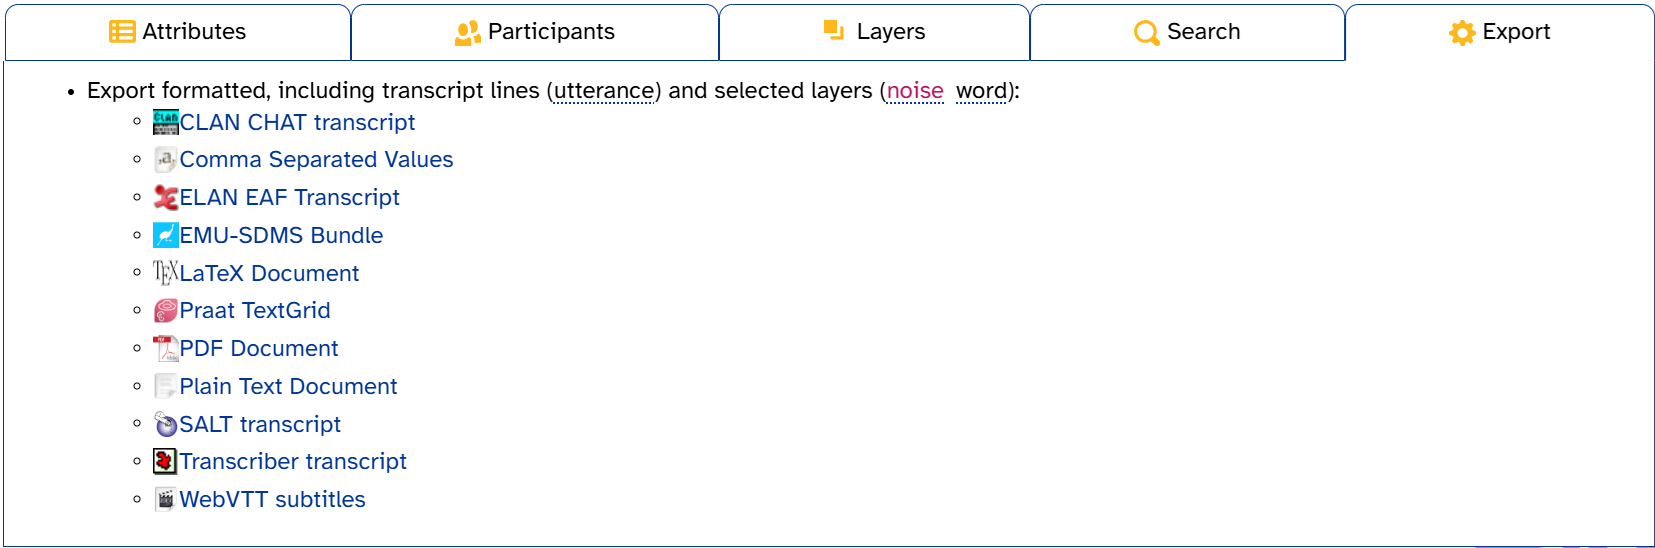 Attributes Participants Layers Search Export
Export formatted, including transcript lines (utterance) and selected layers (noise word):
CLAN CHAT transcript
Comma Separated Values
ELAN EAF Transcript
EMU-SDMS Bundle
LaTeX Document
Praat TextGrid
PDF Document
Plain Text Document
SALT transcript
Transcriber transcript
WebVTT subtitles